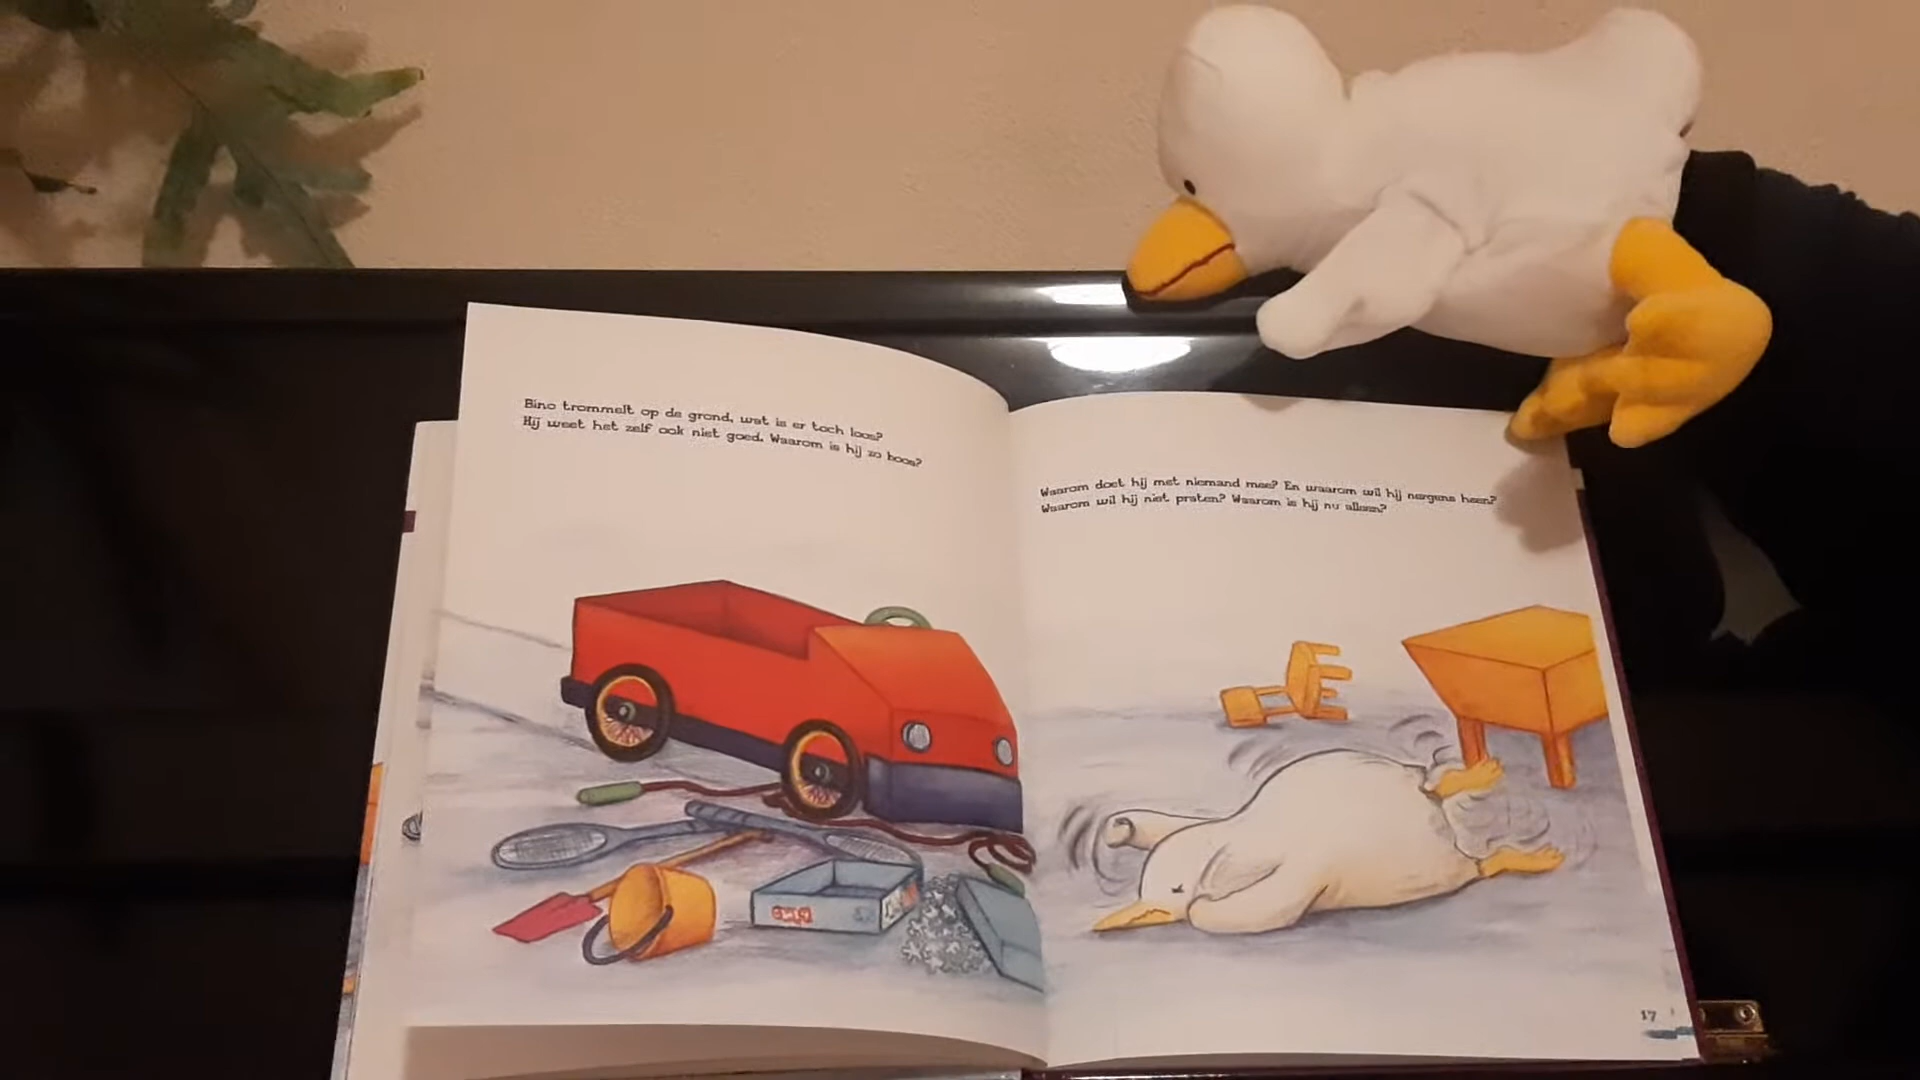 Bino trommelt op de grond, wat is er toch loos?
Hij weet het zelf ook niet goed. Waarom is hij zo boos?
Waarom doet hij met niemand mee? En waarom wil hij nergens heen?
Waarom wil hij niet praten? Waarom is hij nu alleen?
17